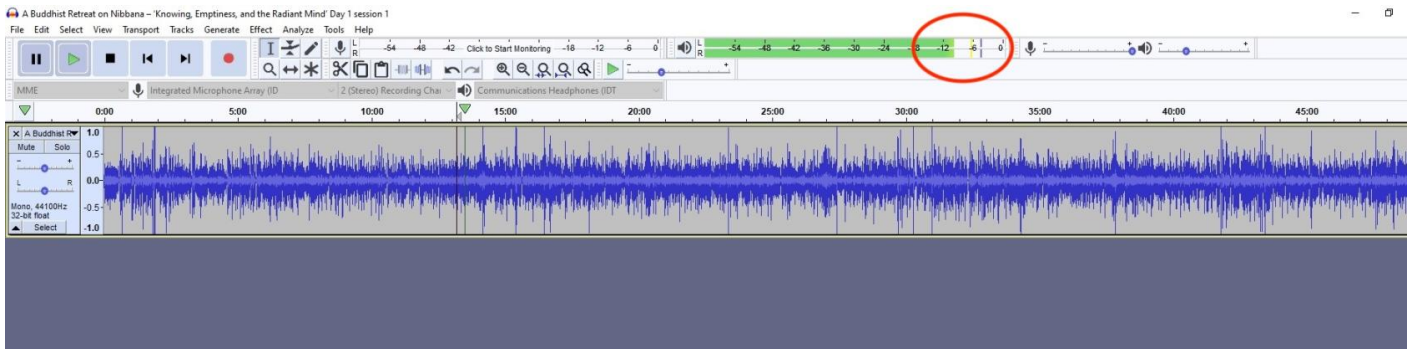 A Buddhist Retreat on Nibbana – 'Knowing, Emptiness, and the Radiant Mind' Day 1 session 1
File Edit Select View Transport Tracks Generate Effect Analyze Tools Help
L R -54 -48 -42 Click to Start Monitoring -18 -12 -6 0 L R -54 -48 -42 -36 -30 -24 -18 -12 -6 0 - + - +
- +
MME Integrated Microphone Array (ID 2 (Stereo) Recording Chai Communications Headphones (IDT
0:00 5:00 10:00 15:00 20:00 25:00 30:00 35:00 40:00 45:00
X A Buddhist R 1.0
Mute Solo 0.5
- +
L R 0.0
Mono, 44100Hz
32-bit float -0.5
Select -1.0